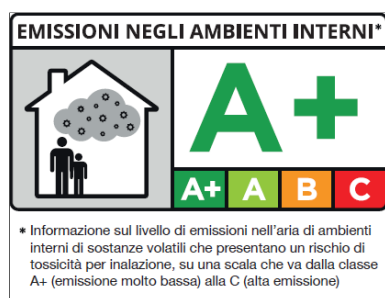 EMISSIONI NEGLI AMBIENTI INTERNI*
A+
A+ A B C
* Informazione sul livello di emissioni nell'aria di ambienti
interni di sostanze volatili che presentano un rischio di
tossicità per inalazione, su una scala che va dalla classe
A+ (emissione molto bassa) alla C (alta emissione)